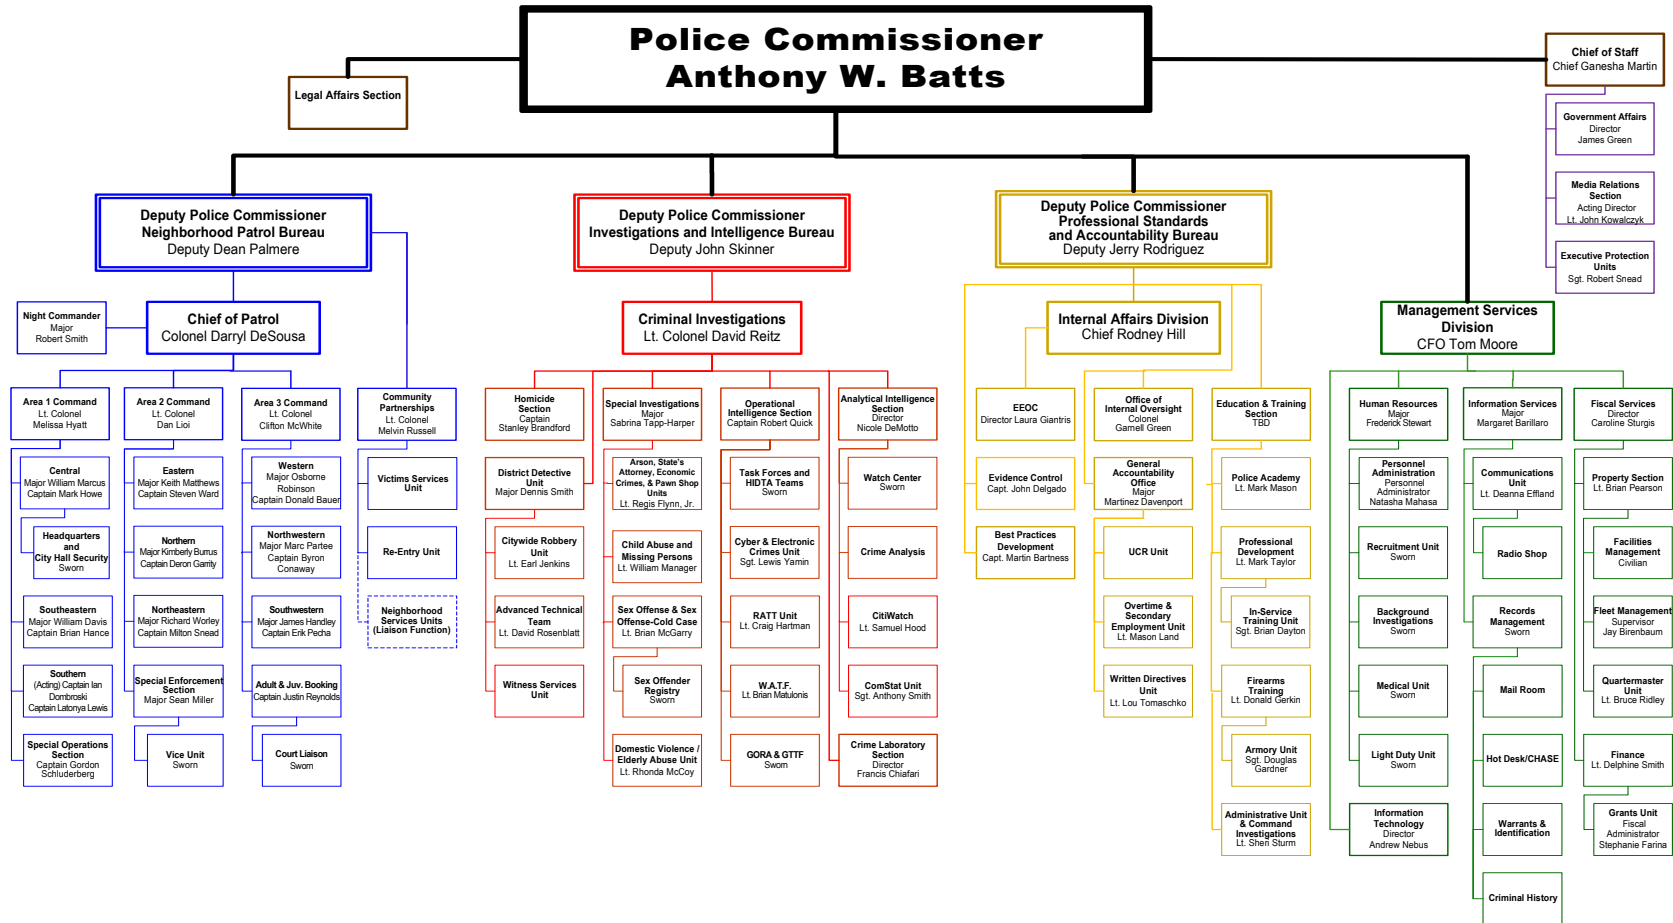 Police Commissioner
Anthony W. Batts
Legal Affairs Section
Chief of Staff
Chief Ganesha Martin
Government Affairs
Director
James Green
Media Relations
Section
Acting Director
Lt. John Kowalczyk
Executive Protection
Units
Sgt. Robert Snead
Deputy Police Commissioner
Neighborhood Patrol Bureau
Deputy Dean Palmere
Deputy Police Commissioner
Investigations and Intelligence Bureau
Deputy John Skinner
Deputy Police Commissioner
Professional Standards
and Accountability Bureau
Deputy Jerry Rodriguez
Night Commander
Major
Robert Smith
Chief of Patrol
Colonel Darryl DeSousa
Criminal Investigations
Lt. Colonel David Reitz
Internal Affairs Division
Chief Rodney Hill
Management Services
Division
CFO Tom Moore
Area 1 Command
Lt. Colonel
Melissa Hyatt
Area 2 Command
Lt. Colonel
Dan Lioi
Area 3 Command
Lt. Colonel
Clifton McWhite
Community
Partnerships
Lt. Colonel
Melvin Russell
Homicide
Section
Captain
Stanley Brandford
Special Investigations
Major
Sabrina Tapp-Harper
Operational
Intelligence Section
Captain Robert Quick
Analytical Intelligence
Section
Director
Nicole DeMotto
EEOC
Director Laura Giantris
Office of
Internal Oversight
Colonel
Garnell Green
Education & Training
Section
TBD
Human Resources
Major
Frederick Stewart
Information Services
Major
Margaret Barillaro
Fiscal Services
Director
Caroline Sturgis
Central
Major William Marcus
Captain Mark Howe
Eastern
Major Keith Matthews
Captain Steven Ward
Western
Major Osborne
Robinson
Captain Donald Bauer
Victims Services
Unit
District Detective
Unit
Major Dennis Smith
Arson, State's
Attorney, Economic
Crimes, & Pawn Shop
Units
Lt. Regis Flynn, Jr.
Task Forces and
HIDTA Teams
Sworn
Watch Center
Sworn
Evidence Control
Capt. John Delgado
General
Accountability
Office
Major
Martinez Davenport
Police Academy
Lt. Mark Mason
Personnel
Administration
Personnel
Administrator
Natasha Mahasa
Communications
Unit
Lt. Deanna Effland
Property Section
Lt. Brian Pearson
Headquarters
and
City Hall Security
Sworn
Northern
Major Kimberly Burrus
Captain Deron Garrity
Northwestern
Major Marc Partee
Captain Byron
Conaway
Re-Entry Unit
Citywide Robbery
Unit
Lt. Earl Jenkins
Child Abuse and
Missing Persons
Lt. William Manager
Cyber & Electronic
Crimes Unit
Sgt. Lewis Yamin
Crime Analysis
Best Practices
Development
Capt. Martin Bartness
UCR Unit
Professional
Development
Lt. Mark Taylor
Recruitment Unit
Sworn
Radio Shop
Facilities
Management
Civilian
Southeastern
Major William Davis
Captain Brian Hance
Northeastern
Major Richard Worley
Captain Milton Snead
Southwestern
Major James Handley
Captain Erik Pecha
Neighborhood
Services Units
(Liaison Function)
Advanced Technical
Team
Lt. David Rosenblatt
Sex Offense & Sex
Offense-Cold Case
Lt. Brian McGarry
RATT Unit
Lt. Craig Hartman
CitiWatch
Lt. Samuel Hood
Overtime &
Secondary
Employment Unit
Lt. Mason Land
In-Service
Training Unit
Sgt. Brian Dayton
Background
Investigations
Sworn
Records
Management
Sworn
Fleet Management
Supervisor
Jay Birenbaum
Southern
(Acting) Captain Ian
Dombroski
Captain Latonya Lewis
Special Enforcement
Section
Major Sean Miller
Adult & Juv. Booking
Captain Justin Reynolds
Witness Services
Unit
Sex Offender
Registry
Sworn
W.A.T.F.
Lt. Brian Matulonis
ComStat Unit
Sgt. Anthony Smith
Written Directives
Unit
Lt. Lou Tomaschko
Firearms
Training
Lt. Donald Gerkin
Medical Unit
Sworn
Mail Room
Quartermaster
Unit
Lt. Bruce Ridley
Special Operations
Section
Captain Gordon
Schluderberg
Vice Unit
Sworn
Court Liaison
Sworn
Domestic Violence /
Elderly Abuse Unit
Lt. Rhonda McCoy
GORA & GTTF
Sworn
Crime Laboratory
Section
Director
Francis Chiafari
Armory Unit
Sgt. Douglas
Gardner
Light Duty Unit
Sworn
Hot Desk/CHASE
Finance
Lt. Delphine Smith
Administrative Unit
& Command
Investigations
Lt. Sheri Sturm
Information
Technology
Director
Andrew Nebus
Warrants &
Identification
Grants Unit
Fiscal
Administrator
Stephanie Farina
Criminal History